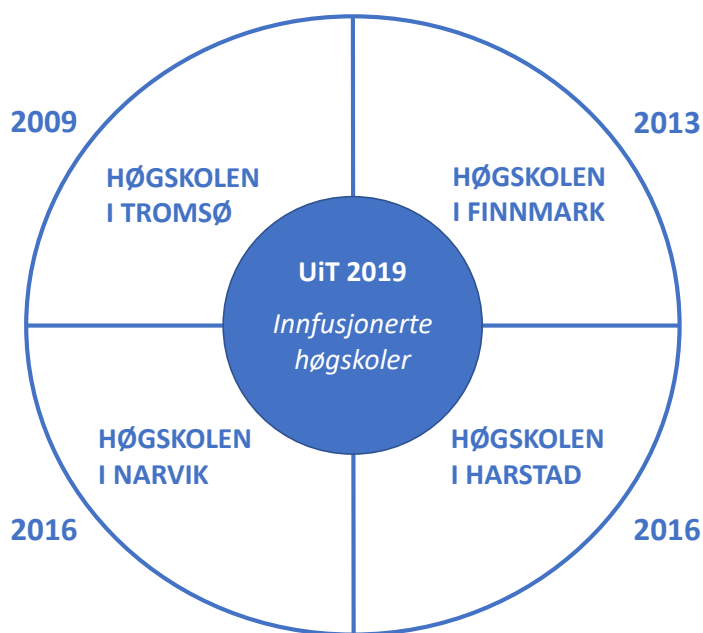 2009
2013
HØGSKOLEN
I TROMSØ
HØGSKOLEN
I FINNMARK
UiT 2019
Innfusjonerte
høgskoler
HØGSKOLEN
I NARVIK
HØGSKOLEN
I HARSTAD
2016
2016